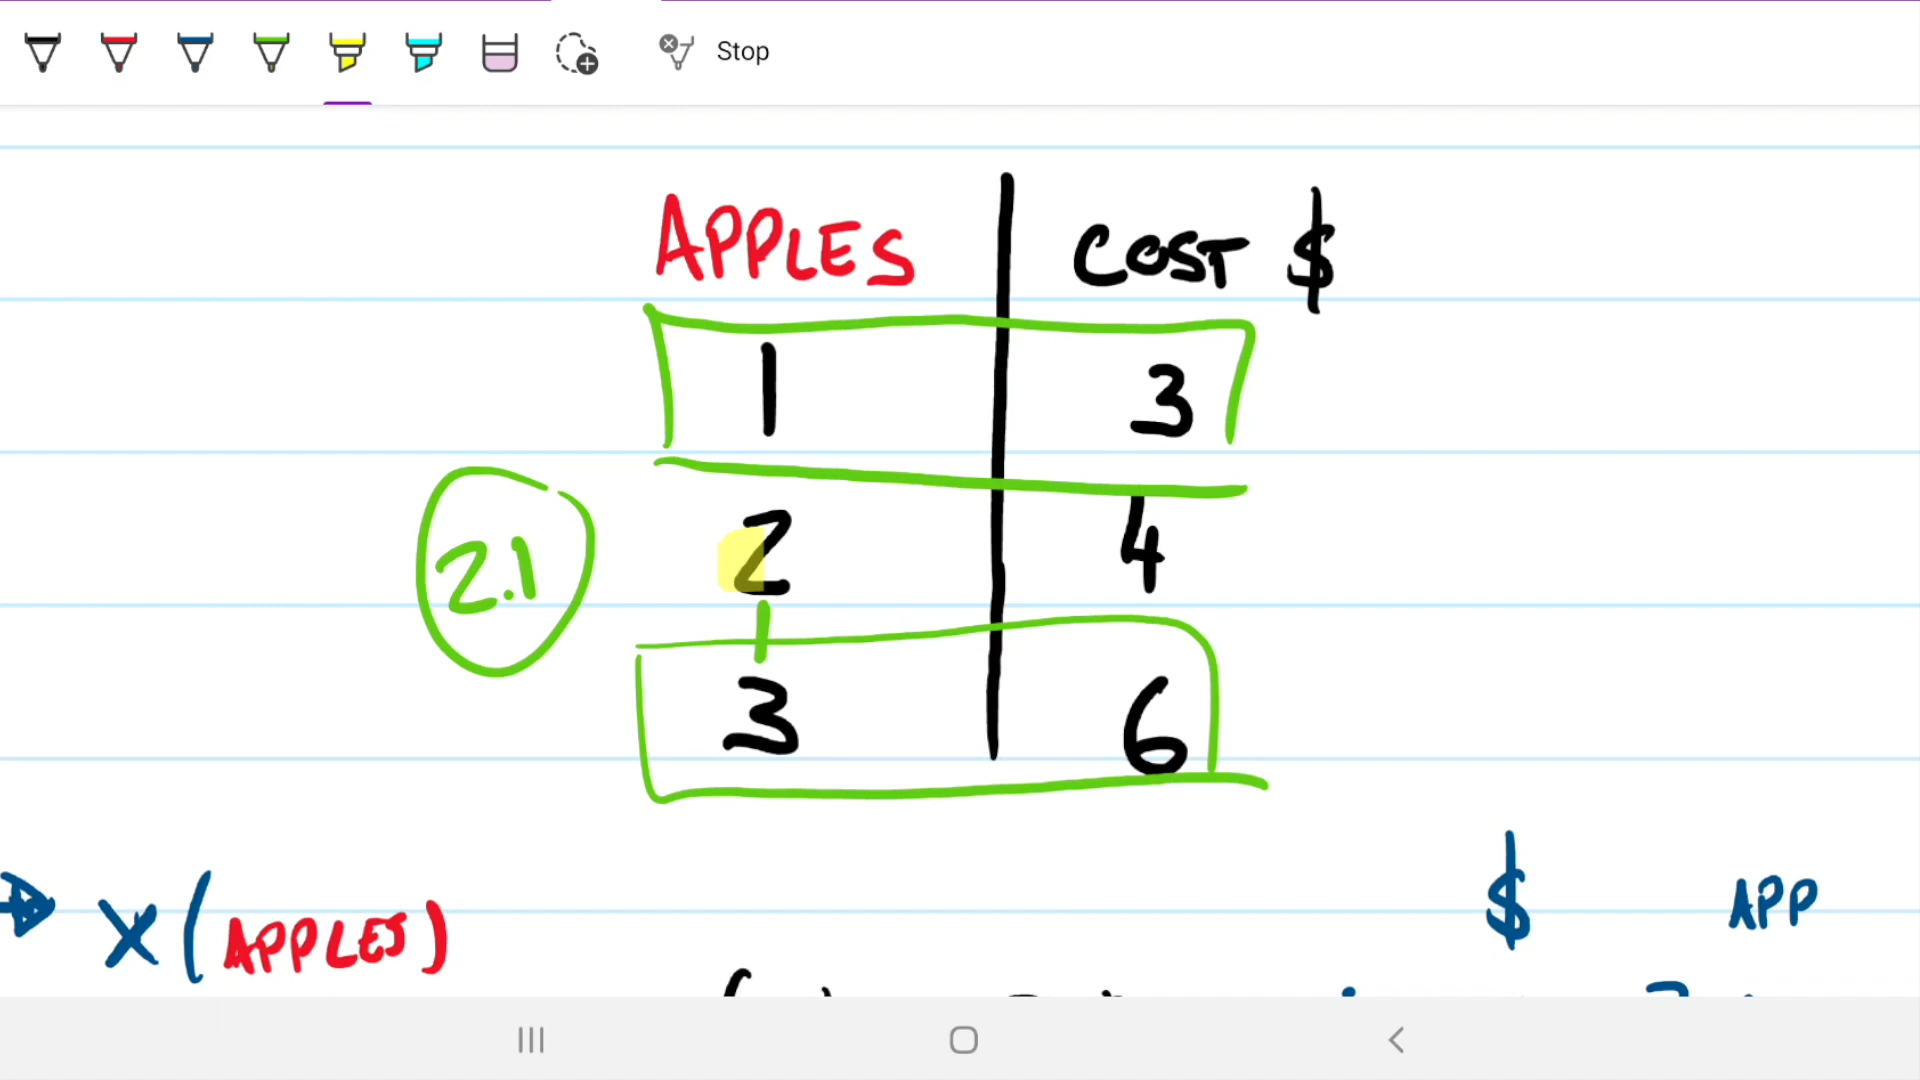 Stop
APPLES COST $
1 3
2.1 2 4
3 6
$ APP
X (APPLES)